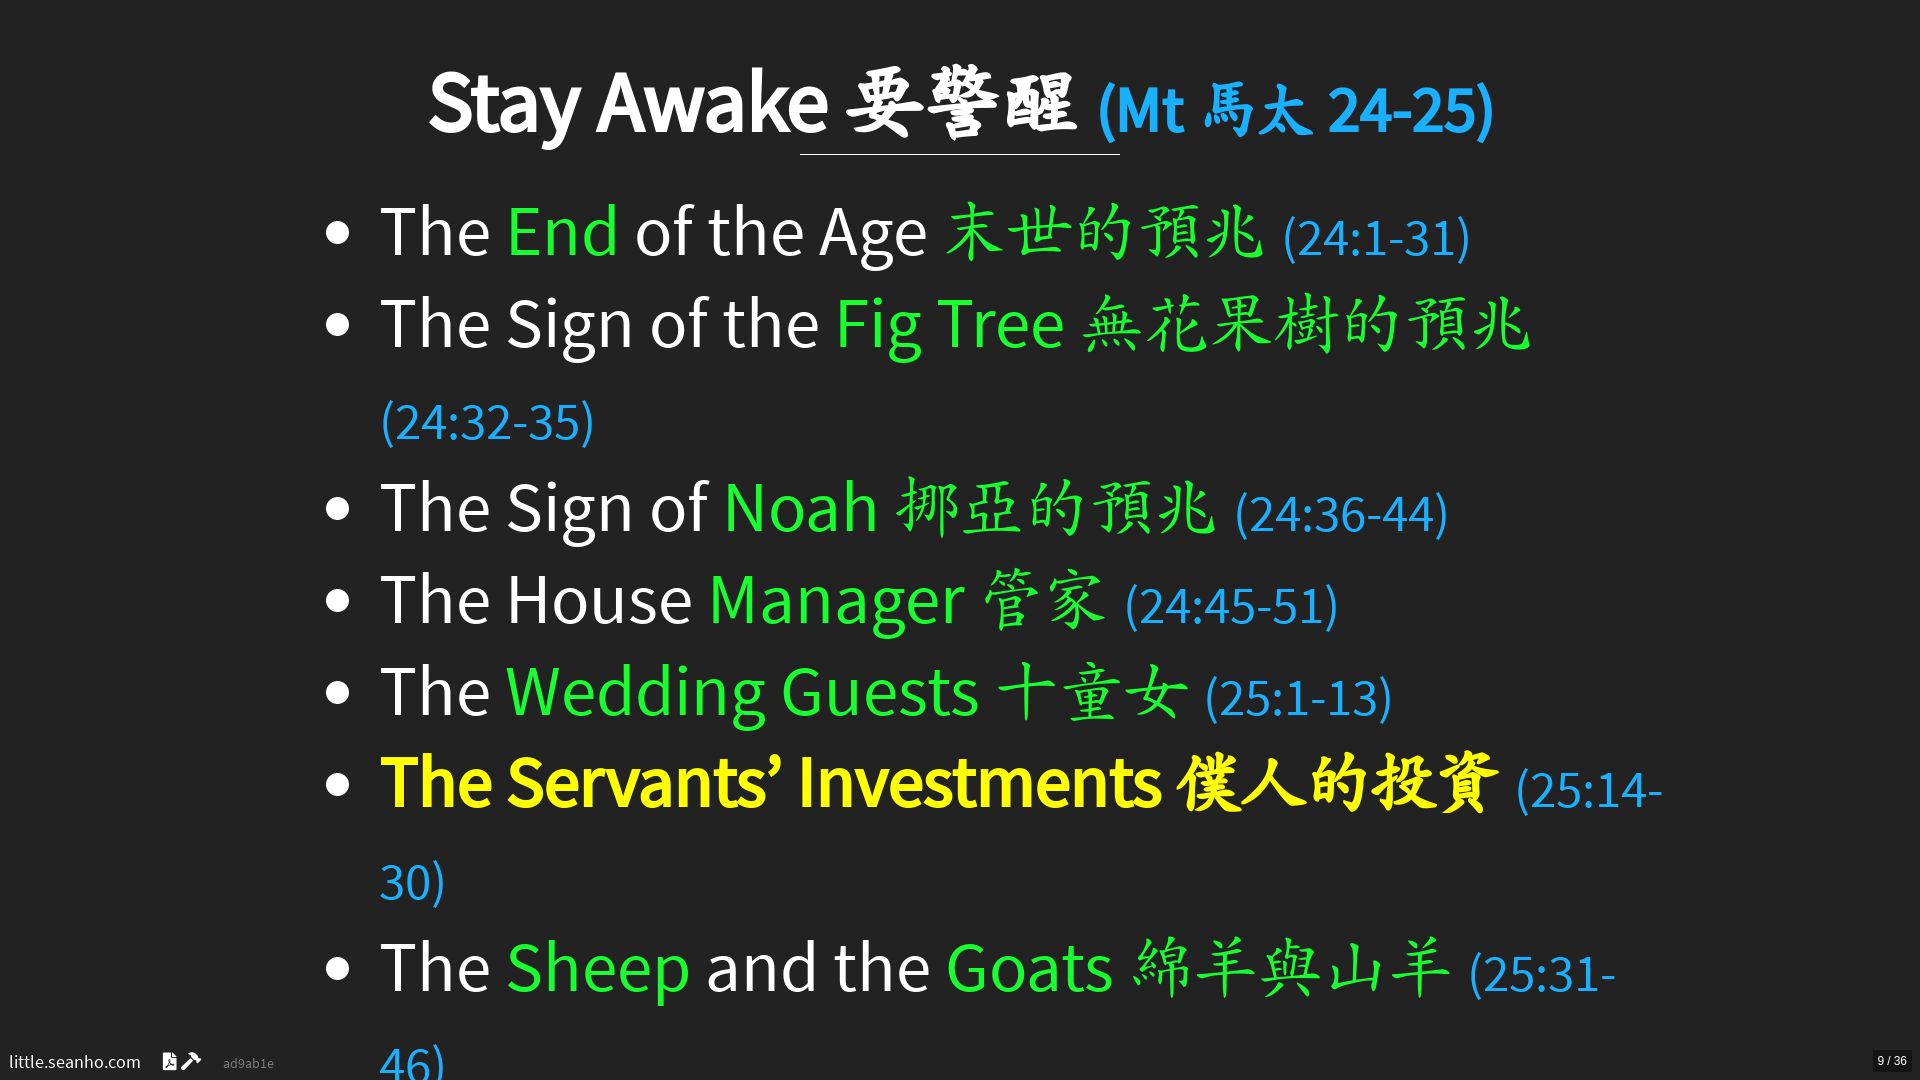 Stay Awake 要警醒 (Mt 馬太 24-25)
• The End of the Age 末世的預兆 (24:1-31)
• The Sign of the Fig Tree 無花果樹的預兆
(24:32-35)
• The Sign of Noah 挪亞的預兆 (24:36-44)
• The House Manager 管家 (24:45-51)
• The Wedding Guests 十童女 (25:1-13)
• The Servants’ Investments 僕人的投資 (25:14-
30)
• The Sheep and the Goats 綿羊與山羊 (25:31-
46)
little.seanho.com ad9ab1e
9 / 36